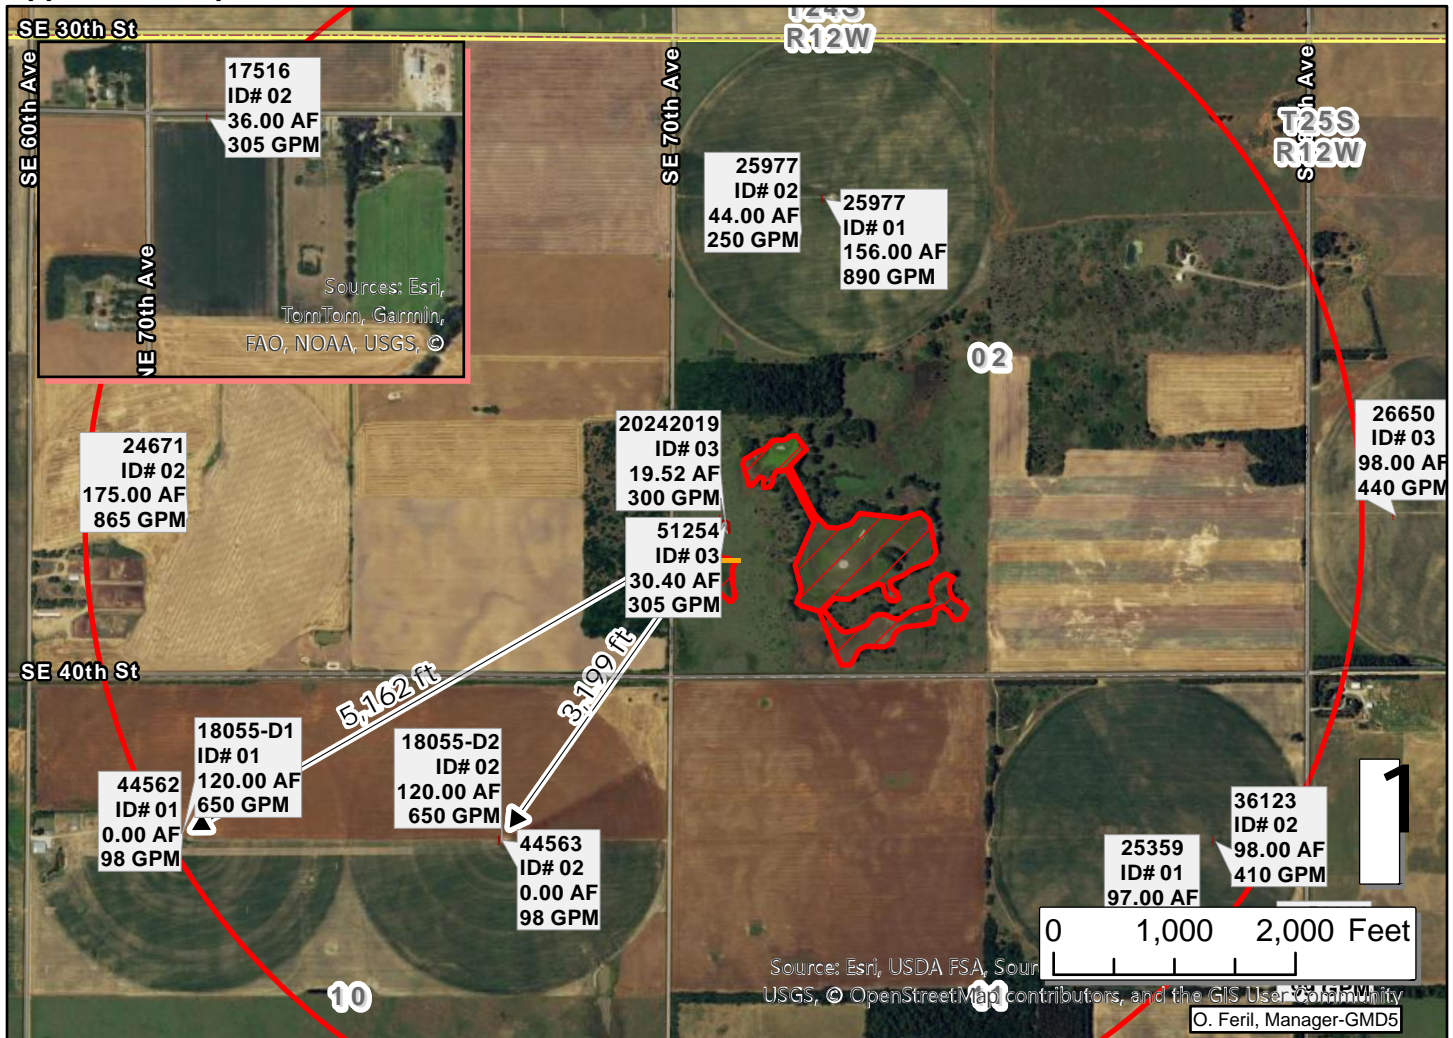 SE 30th St
T24S
R12W
SE 60th Ave
17516
ID# 02
36.00 AF
305 GPM
NE 70th Ave
Sources: Esri,
TomTom, Garmin,
FAO, NOAA, USGS, ©
SE 70th Ave
25977
ID# 02
44.00 AF
250 GPM
25977
ID# 01
156.00 AF
890 GPM
T25S
R12W
02
24671
ID# 02
175.00 AF
865 GPM
20242019
ID# 03
19.52 AF
300 GPM
51254
ID# 03
30.40 AF
305 GPM
26650
ID# 03
98.00 AF
440 GPM
SE 40th St
5,162 ft
3,199 ft
18055-D1
ID# 01
120.00 AF
650 GPM
18055-D2
ID# 02
120.00 AF
650 GPM
44562
ID# 01
0.00 AF
98 GPM
44563
ID# 02
0.00 AF
98 GPM
36123
ID# 02
98.00 AF
410 GPM
25359
ID# 01
97.00 AF
1
0 1,000 2,000 Feet
Source: Esri, USDA FSA,
USGS, © OpenStreetMap contributors, and the GIS User Community
10
11
O. Feril, Manager-GMD5